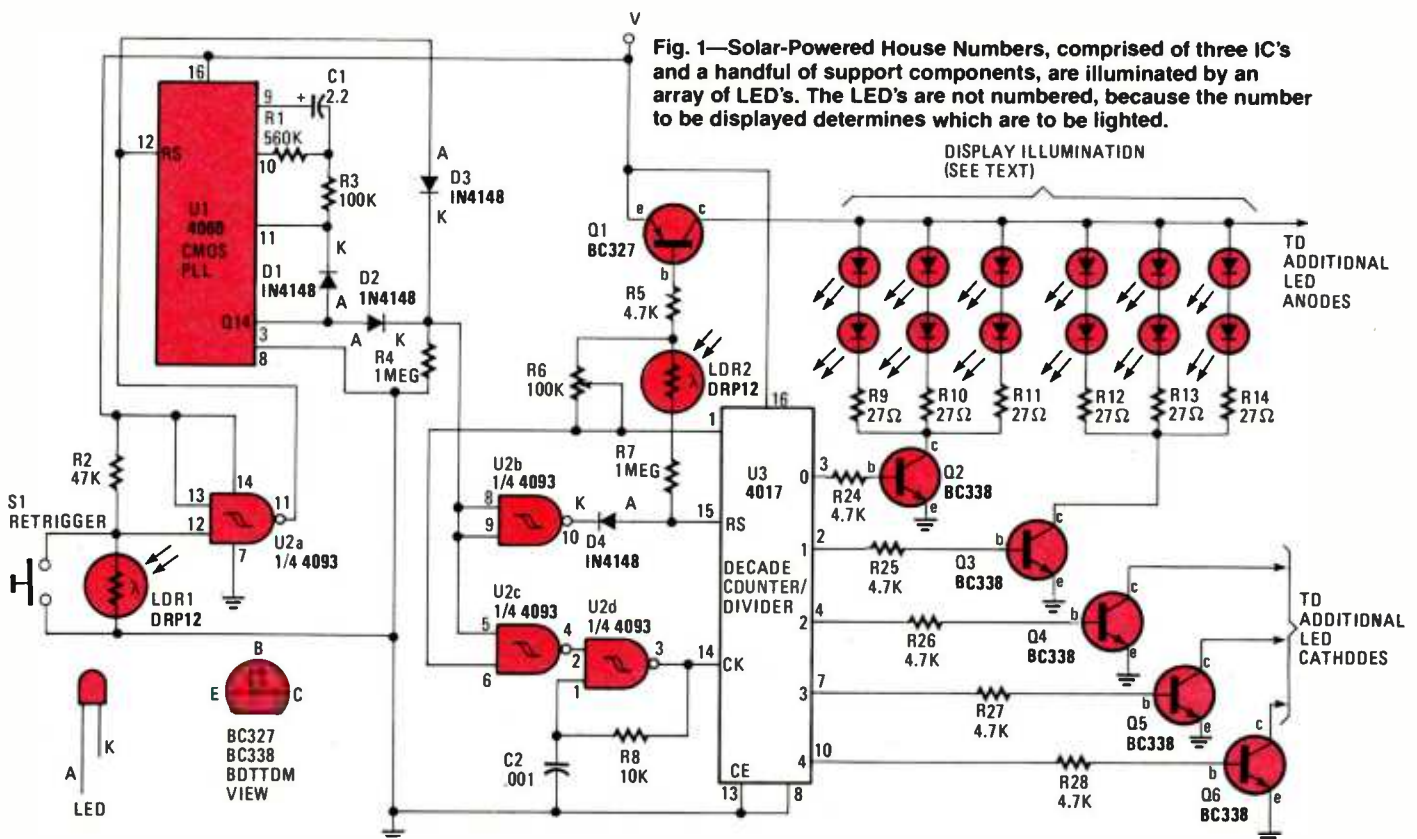 V
Fig. 1—Solar-Powered House Numbers, comprised of three IC's
and a handful of support components, are illuminated by an
array of LED's. The LED's are not numbered, because the number
to be displayed determines which are to be lighted.
DISPLAY ILLUMINATION
(SEE TEXT)
TD
ADDITIONAL
LED
ANODES
16
9
+
C1
2.2
R1
560K
12
RS
10
R3
100K
U1
4060
CMOS
PLL
11
K
D1
IN4148
A
D2
1N4148
A
K
Q14
3
8
R4
1MEG
A
D3
IN4148
K
e
c
Q1
BC327
b
R5
4.7K
R6
100K
LDR2
DRP12
λ
R7
1MEG
1
16
R9
27Ω
R10
27Ω
R11
27Ω
R12
27Ω
R13
27Ω
R14
27Ω
R2
47K
S1
RETRIGGER
14
13
12
11
7
U2a
1/4 4093
LDR1
DRP12
λ
U2b
1/4 4093
8
9
10
K
A
D4
IN4148
15
RS
U3
4017
DECADE
COUNTER/
DIVIDER
U2c
1/4 4093
5
6
4
U2d
1/4 4093
2
1
3
14
CK
C2
.001
R8
10K
CE
13
8
0
3
R24
4.7K
b
c
e
Q2
BC338
1
2
R25
4.7K
b
c
e
Q3
BC338
2
4
R26
4.7K
b
c
e
Q4
BC338
3
7
R27
4.7K
b
c
e
Q5
BC338
4
10
R28
4.7K
b
c
e
Q6
BC338
TD
ADDITIONAL
LED
CATHDDES
A
K
LED
B
E
C
BC327
BC338
BDTTDM
VIEW